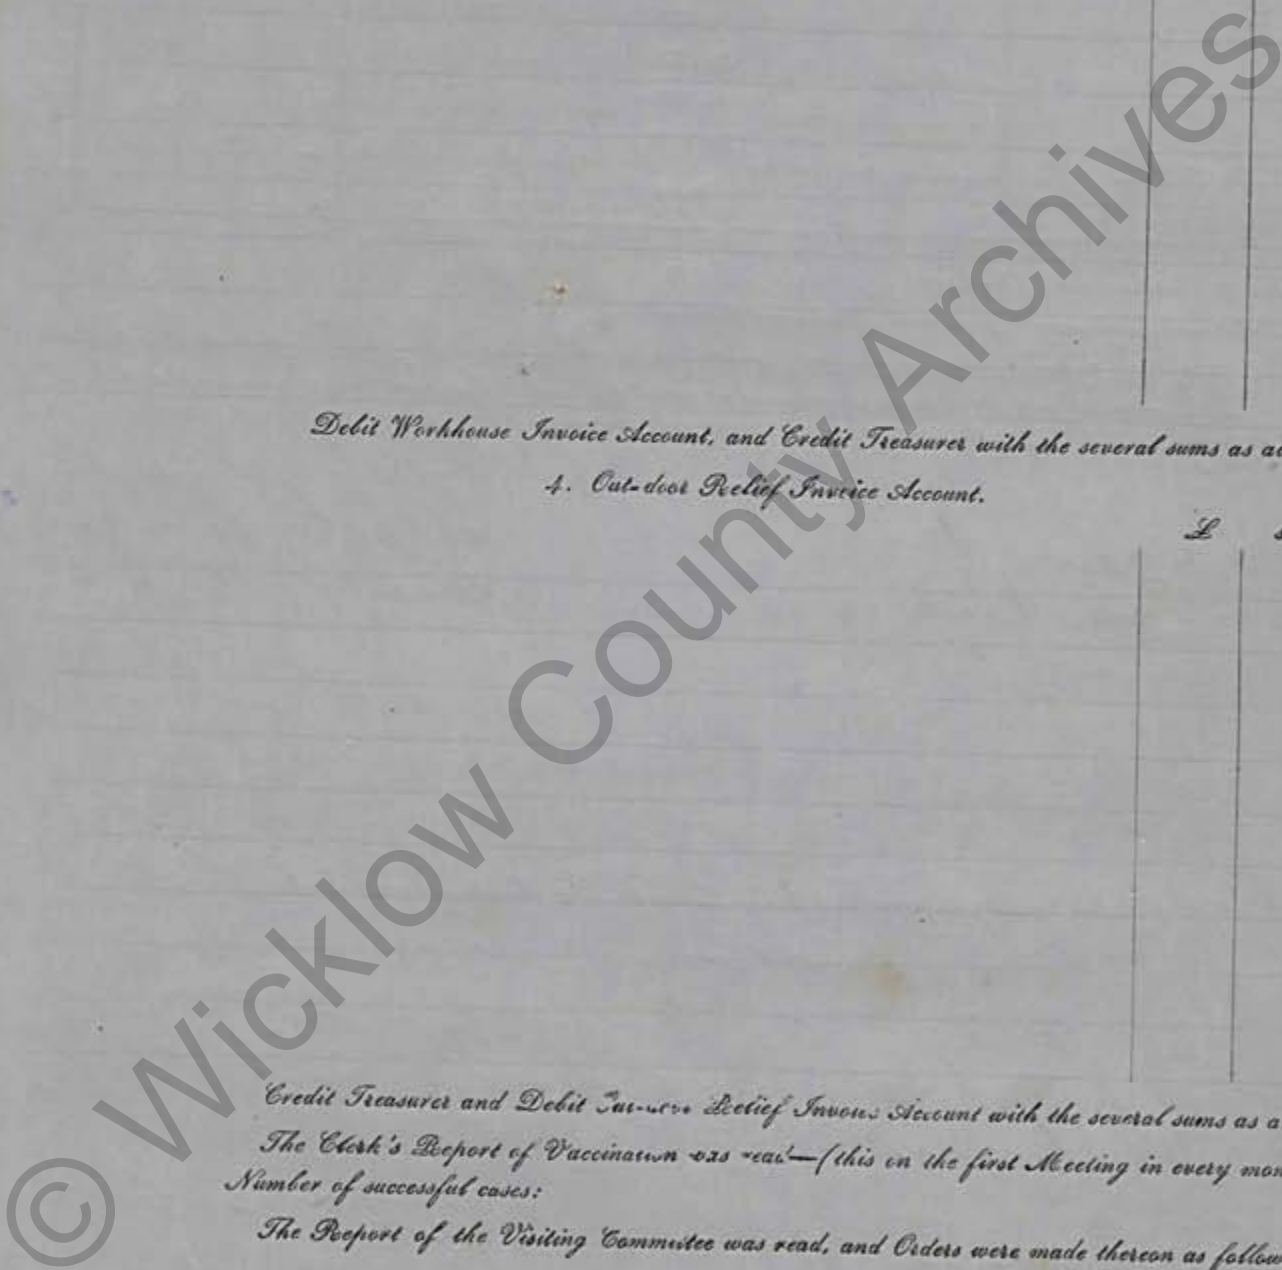 Debit Workhouse Invoice Account, and Credit Treasurer with the several sums as
4. Out-door Relief Invoice Account.
£
Credit Treasurer and Debit Relief Invoice Account with the several sums as a
The Clerk's Report of Vaccination was read—(this on the first Meeting in every
Number of successful cases:
The Report of the Visiting Committee was read, and Orders were made thereon as
© Wicklow County Archives